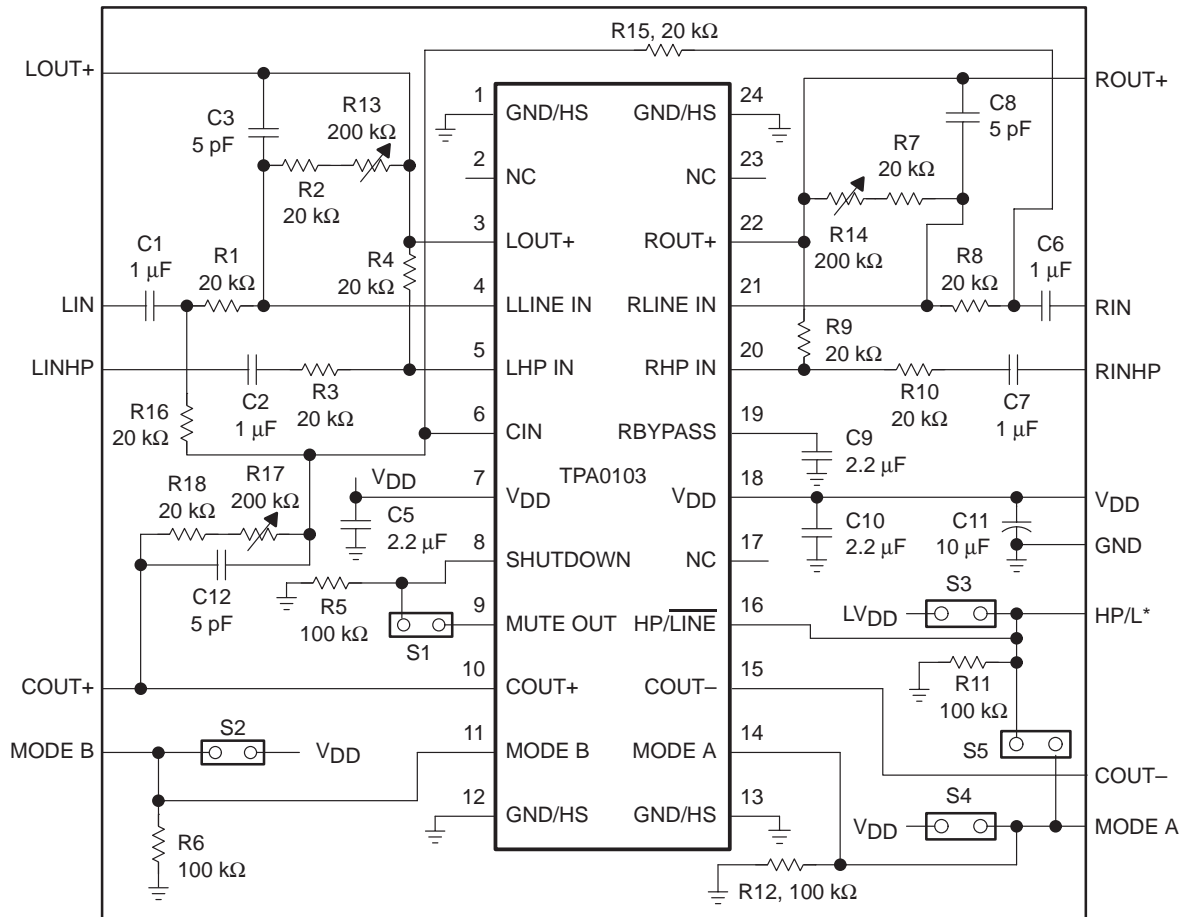 R15, 20 kΩ
LOUT+
ROUT+
C3
5 pF
R13
200 kΩ
1
GND/HS
24
GND/HS
C8
5 pF
R2
20 kΩ
2
NC
23
NC
R7
20 kΩ
3
LOUT+
22
ROUT+
R14
200 kΩ
C1
1 µF
R1
20 kΩ
R4
20 kΩ
R8
20 kΩ
C6
1 µF
LIN
4
LLINE IN
21
RLINE IN
RIN
R9
20 kΩ
LINHP
5
LHP IN
20
RHP IN
RINHP
C2
1 µF
R3
20 kΩ
R10
20 kΩ
C7
1 µF
R16
20 kΩ
6
CIN
19
RBYPASS
C9
2.2 µF
TPA0103
R18
20 kΩ
R17
200 kΩ
VDD
7
VDD
18
VDD
VDD
C5
2.2 µF
C10
2.2 µF
C11
10 µF
GND
8
SHUTDOWN
17
NC
C12
5 pF
R5
100 kΩ
S1
9
MUTE OUT
16
HP/LINE
LVDD
S3
HP/L*
R11
100 kΩ
COUT+
10
COUT+
15
COUT–
S5
MODE B
S2
VDD
11
MODE B
14
MODE A
COUT–
R6
100 kΩ
12
GND/HS
13
GND/HS
VDD
S4
MODE A
R12, 100 kΩ